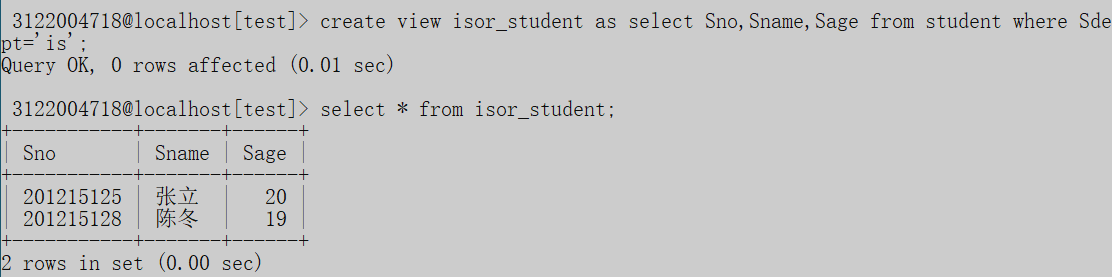 3122004718@localhost[test]> create view isor_student as select Sno,Sname,Sage from student where Sde
pt='is';
Query OK, 0 rows affected (0.01 sec)
3122004718@localhost[test]> select * from isor_student;
+-----------+-------+------+
| Sno       | Sname | Sage |
+-----------+-------+------+
| 201215125 | 张立  |   20 |
| 201215128 | 陈冬  |   19 |
+-----------+-------+------+
2 rows in set (0.00 sec)